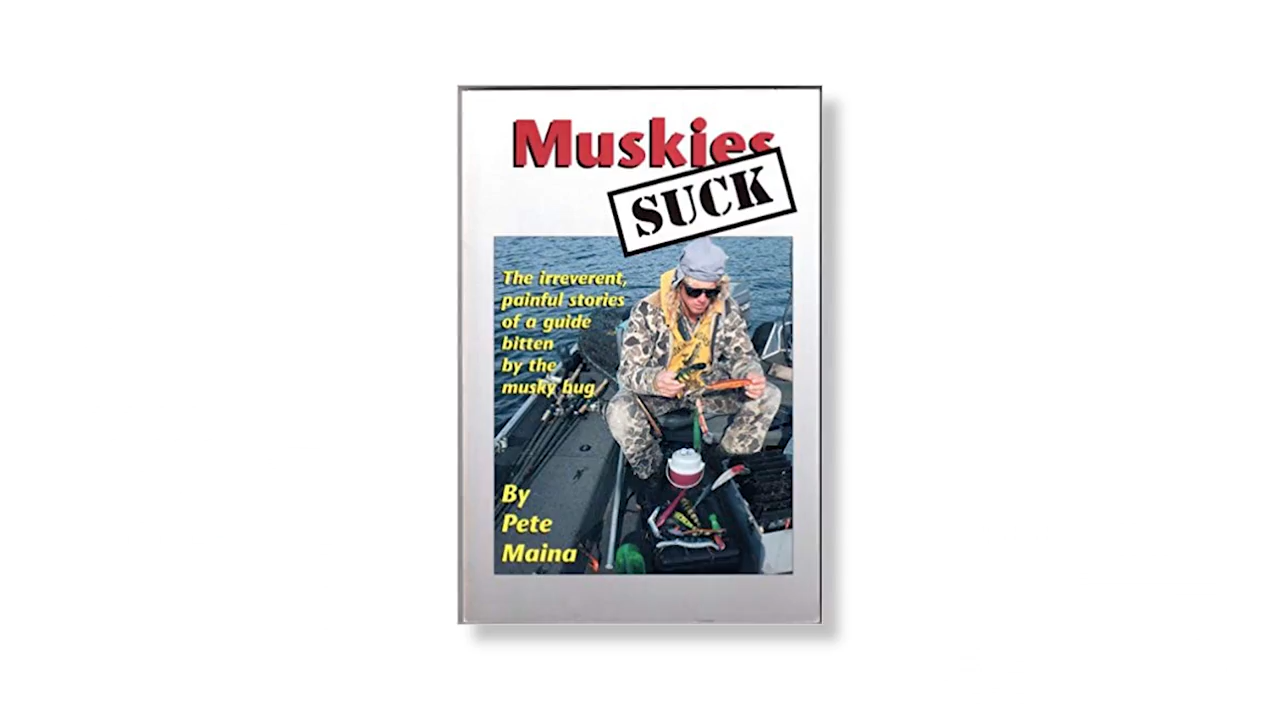 Muskies
SUCK
The irreverent,
painful stories
of a guide
bitten
by the
musky bug
By
Pete
Maina